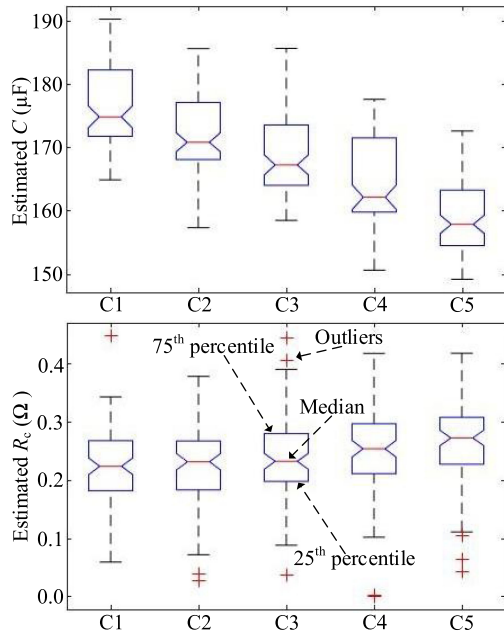 Estimated C (µF)
190
180
170
160
150
C1 C2 C3 C4 C5
Estimated Rc (Ω)
0.4
0.3
0.2
0.1
0.0
75th percentile
Outliers
Median
25th percentile
C1 C2 C3 C4 C5